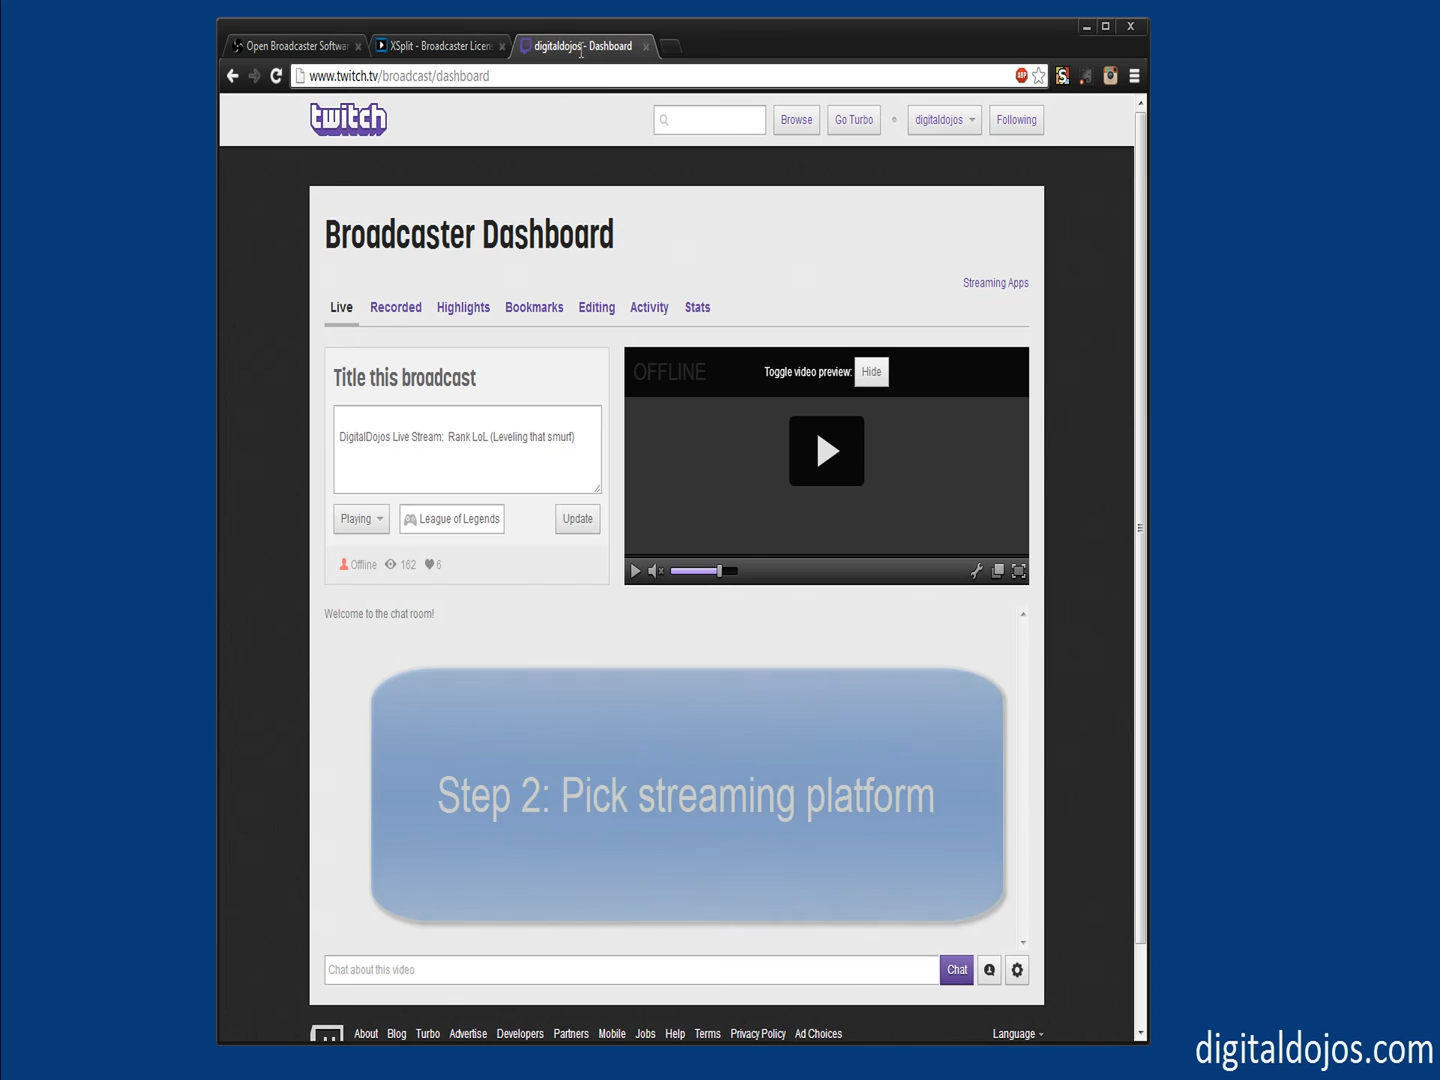 Open Broadcaster Softwar
XSplit - Broadcaster Licen
digitaldojos - Dashboard
www.twitch.tv/broadcast/dashboard
ABP
S
twitch
Browse
Go Turbo
digitaldojos
Following
Broadcaster Dashboard
Streaming Apps
Live
Recorded
Highlights
Bookmarks
Editing
Activity
Stats
Title this broadcast
OFFLINE
Toggle video preview:
Hide
DigitalDojos Live Stream: Rank LoL (Leveling that smurf)
Playing
League of Legends
Update
Offline
162
6
Welcome to the chat room!
Step 2: Pick streaming platform
Chat about this video
Chat
About
Blog
Turbo
Advertise
Developers
Partners
Mobile
Jobs
Help
Terms
Privacy Policy
Ad Choices
Language
digitaldojos.com